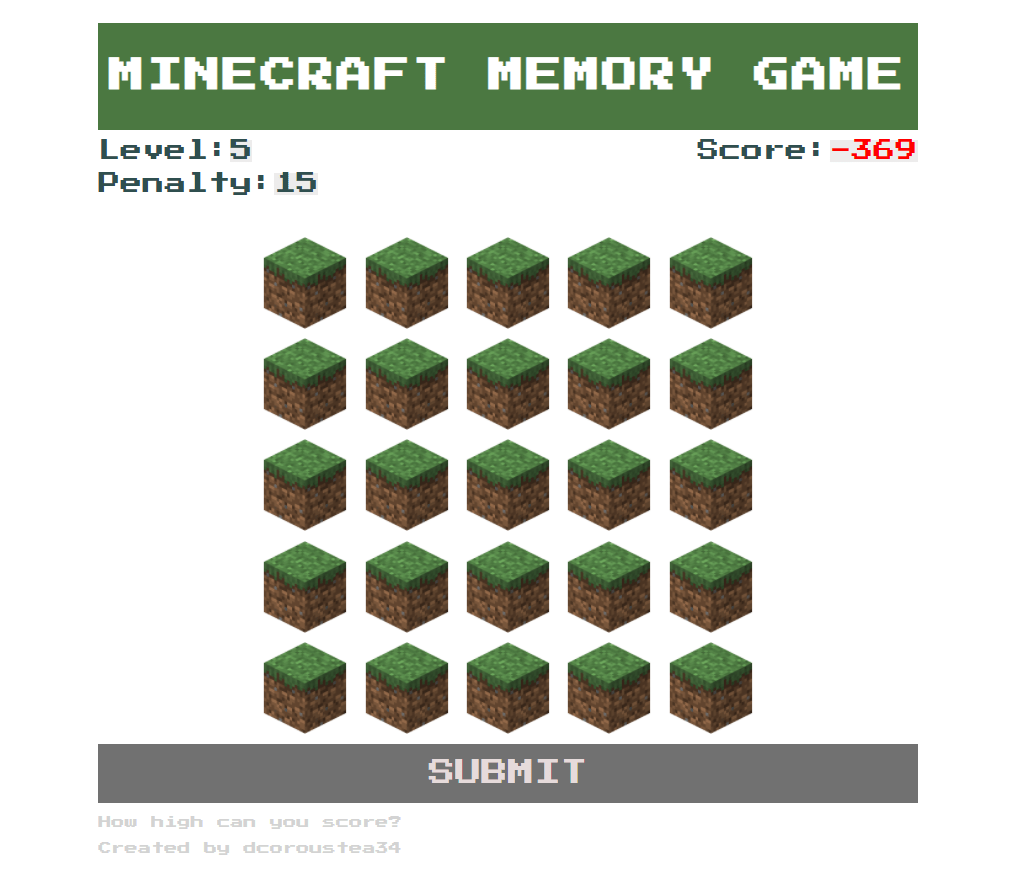 MINECRAFT MEMORY GAME
Level:5
Score:-369
Penalty:15
SUBMIT
How high can you score?
Created by dcoroustea34